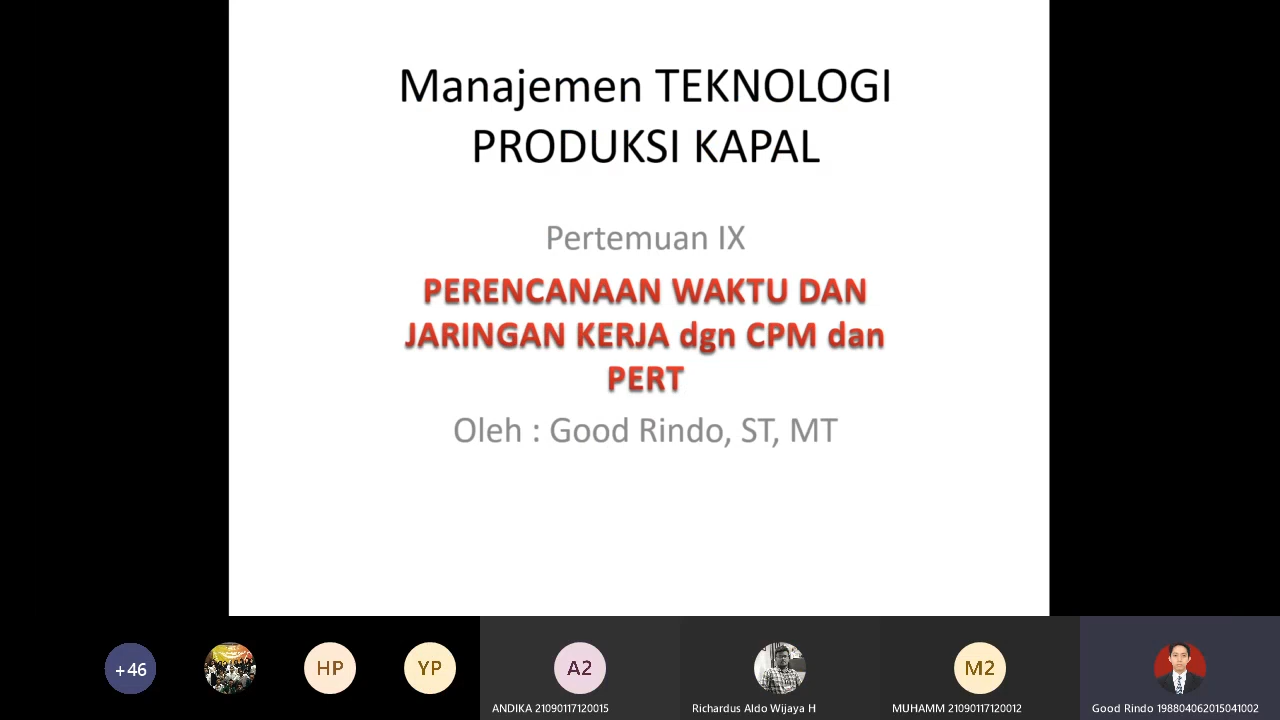 Manajemen TEKNOLOGI
PRODUKSI KAPAL
Pertemuan IX
PERENCANAAN WAKTU DAN
JARINGAN KERJA dgn CPM dan
PERT
Oleh : Good Rindo, ST, MT
+46
HP
YP
A2
M2
ANDIKA 21090117120015
Richardus Aldo Wijaya H
MUHAMM 21090117120012
Good Rindo 198804062015041002